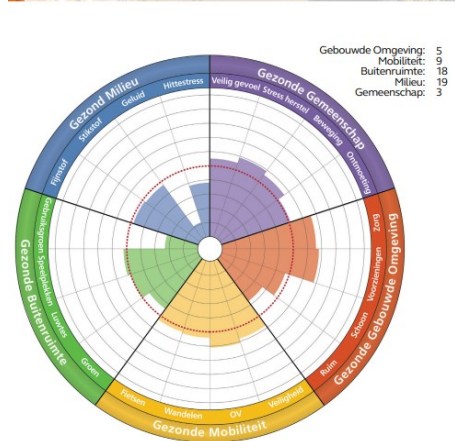 Gebouwde Omgeving: 5
Mobiliteit: 9
Buitenruimte: 18
Milieu: 19
Gemeenschap: 3
Gezond Milieu
Fijnstof
Stikstof
Geluid
Hittestress
Gezonde Gemeenschap
Veilig gevoel
Stress herstel
Beweging
Ontmoeting
Gezonde Gebouwde Omgeving
Zorg
Voorzieningen
Schoon
Ruim
Gezonde Mobiliteit
Veiligheid
OV
Wandelen
Fietsen
Gezonde Buitenruimte
Groen
Luwtes
Speelplekken
Gebruiksgroen